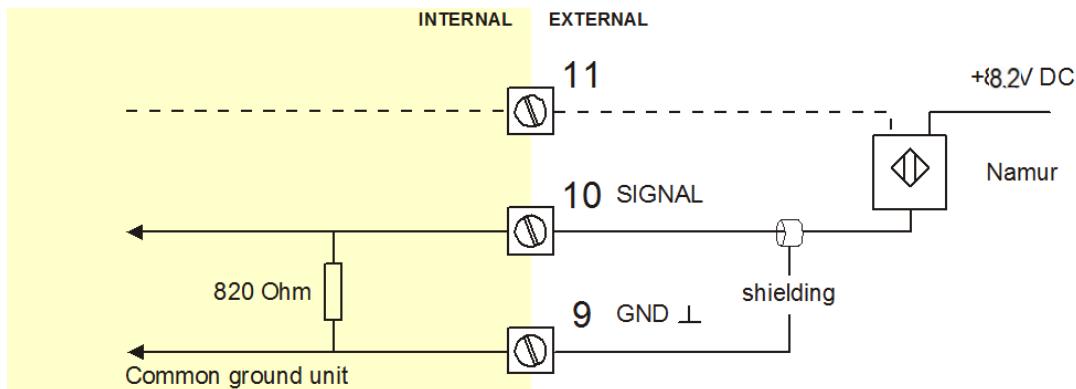 INTERNAL EXTERNAL
11
+8.2V DC
Namur
10 SIGNAL
820 Ohm
shielding
9 GND ⊥
Common ground unit